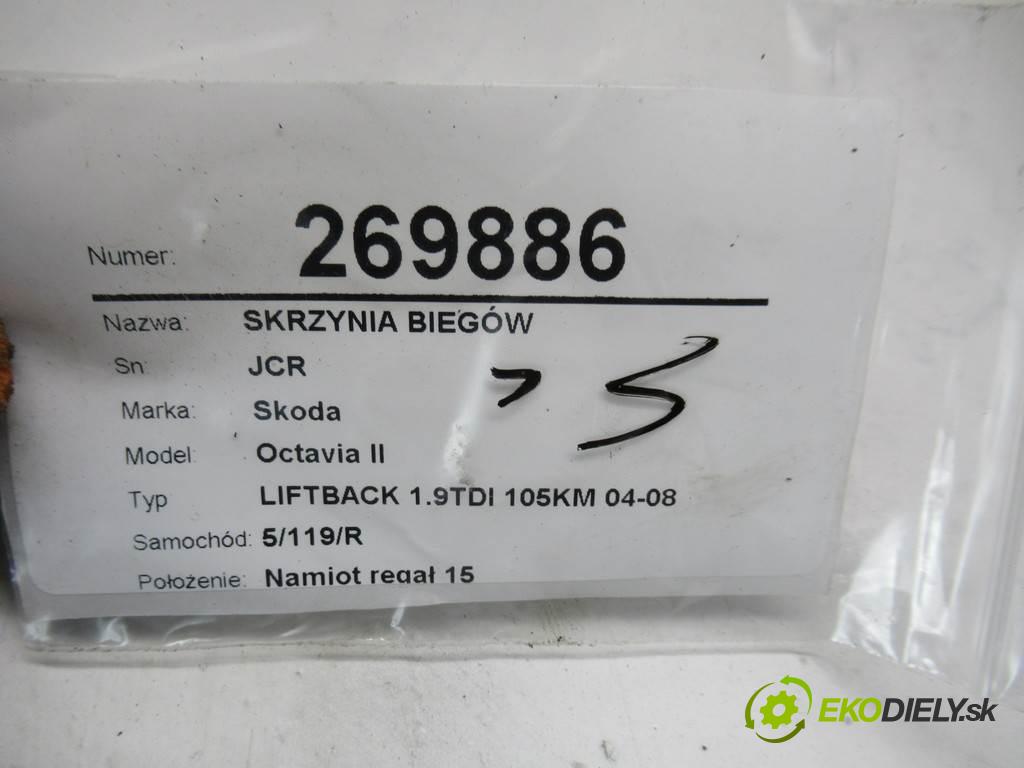 Numer: 269886
Nazwa: SKRZYNIA BIEGÓW
Sn: JCR
Marka: Skoda
Model: Octavia II
Typ LIFTBACK 1.9TDI 105KM 04-08
Samochód: 5/119/R
Położenie: Namiot regał 15
EKODIELY.sk